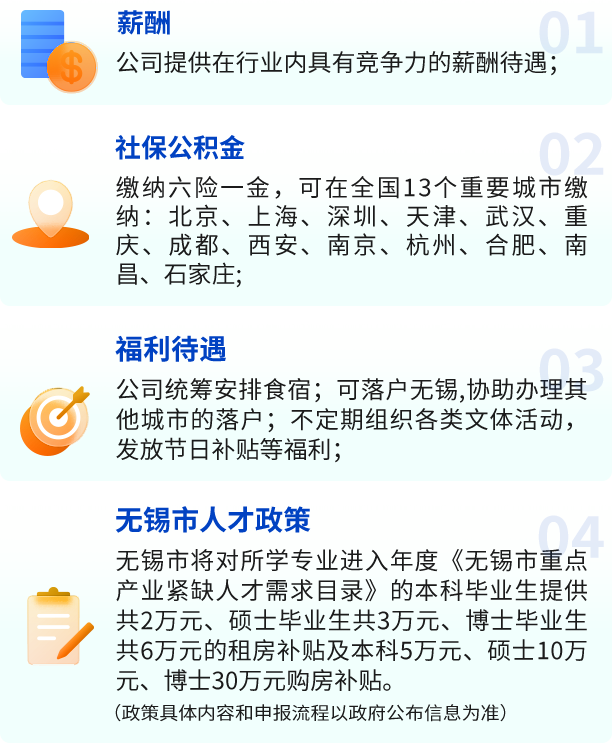 薪酬
01
公司提供在行业内具有竞争力的薪酬待遇；
社保公积金
02
缴纳六险一金，可在全国13个重要城市缴
纳：北京、上海、深圳、天津、武汉、重
庆、成都、西安、南京、杭州、合肥、南
昌、石家庄;
福利待遇
03
公司统筹安排食宿；可落户无锡,协助办理其
他城市的落户；不定期组织各类文体活动，
发放节日补贴等福利；
无锡市人才政策
04
无锡市将对所学专业进入年度《无锡市重点
产业紧缺人才需求目录》的本科毕业生提供
共2万元、硕士毕业生共3万元、博士毕业生
共6万元的租房补贴及本科5万元、硕士10万
元、博士30万元购房补贴。
（政策具体内容和申报流程以政府公布信息为准）